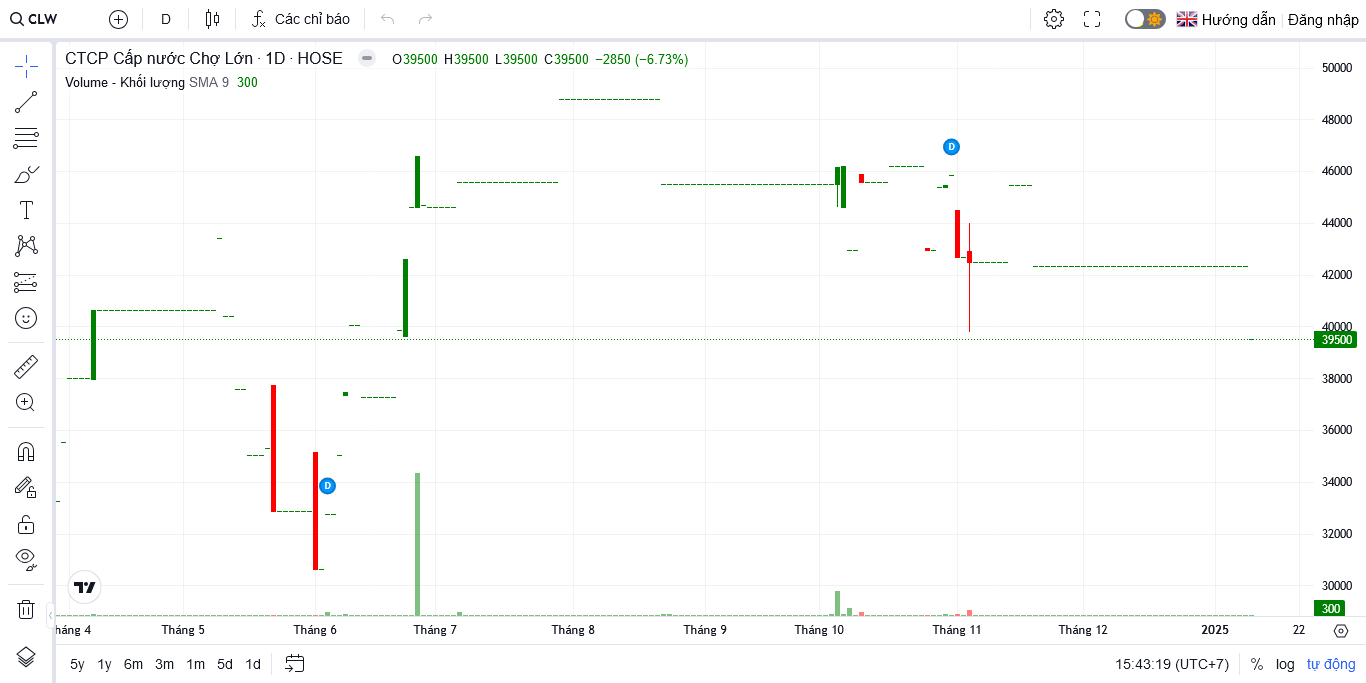 CLW D Các chỉ báo Hướng dẫn Đăng nhập
CTCP Cấp nước Chợ Lớn · 1D · HOSE O39500 H39500 L39500 C39500 −2850 (−6.73%)
Volume - Khối lượng SMA 9 300
50000
48000
46000
44000
42000
40000
39500
38000
36000
34000
32000
30000
300
D
D
háng 4 Tháng 5 Tháng 6 Tháng 7 Tháng 8 Tháng 9 Tháng 10 Tháng 11 Tháng 12 2025 22
5y 1y 6m 3m 1m 5d 1d 15:43:19 (UTC+7) % log tự động